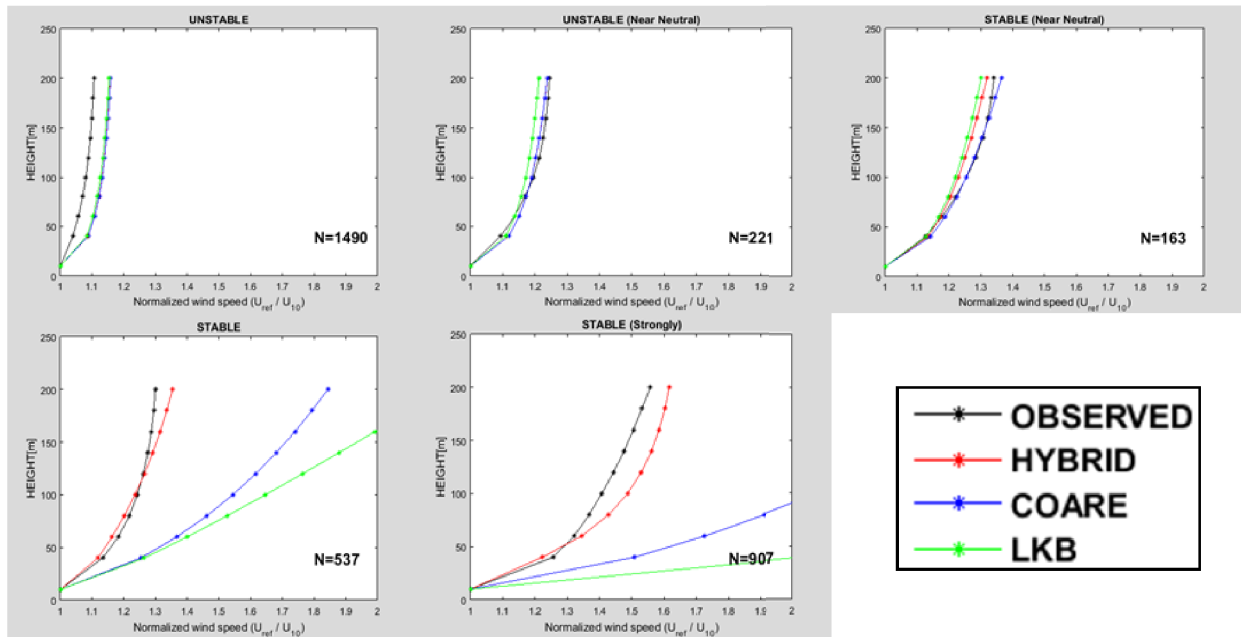 UNSTABLE
250
200
150
100
50
0
HEIGHT[m]
N=1490
1 1.1 1.2 1.3 1.4 1.5 1.6 1.7 1.8 1.9 2
Normalized wind speed (U_ref / U_10)
UNSTABLE (Near Neutral)
250
200
150
100
50
0
HEIGHT[m]
N=221
1 1.1 1.2 1.3 1.4 1.5 1.6 1.7 1.8 1.9 2
Normalized wind speed (U_ref / U_10)
STABLE (Near Neutral)
250
200
150
100
50
0
HEIGHT[m]
N=163
1 1.1 1.2 1.3 1.4 1.5 1.6 1.7 1.8 1.9 2
Normalized wind speed (U_ref / U_10)
STABLE
250
200
150
100
50
0
HEIGHT[m]
N=537
1 1.1 1.2 1.3 1.4 1.5 1.6 1.7 1.8 1.9 2
Normalized wind speed (U_ref / U_10)
STABLE (Strongly)
250
200
150
100
50
0
HEIGHT[m]
N=907
1 1.1 1.2 1.3 1.4 1.5 1.6 1.7 1.8 1.9 2
Normalized wind speed (U_ref / U_10)
OBSERVED
HYBRID
COARE
LKB